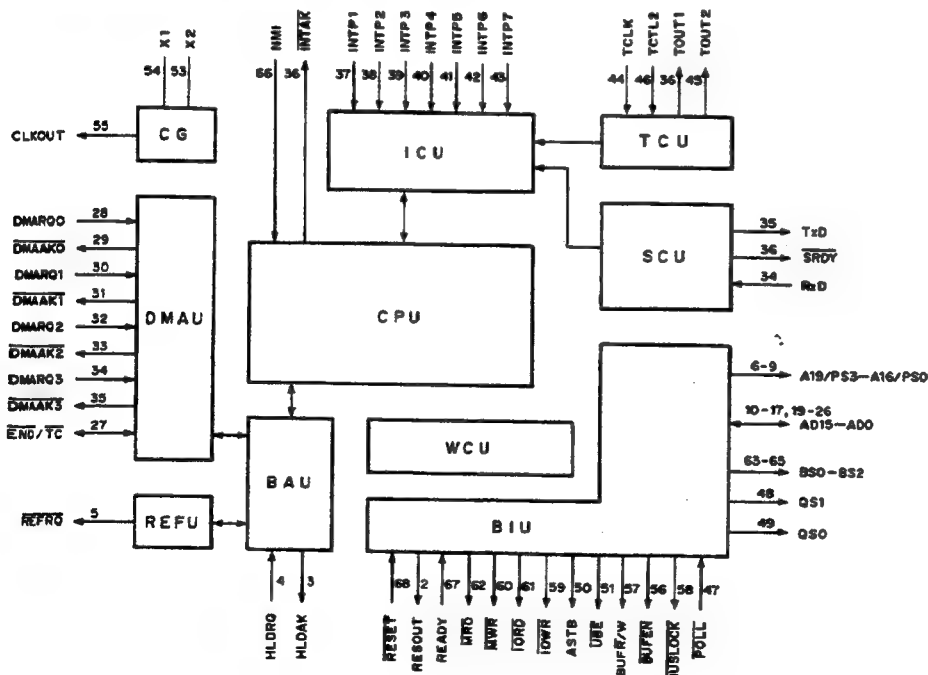 X1
X2
NMI
INTAK
INTP1
INTP2
INTP3
INTP4
INTP5
INTP6
INTP7
TCLK
TCTL2
TOUT1
TOUT2
54
53
66
36
37
38
39
40
41
42
43
44
46
36
45
CLKOUT
55
CG
ICU
TCU
DMARQ0
28
DMAAK0
29
DMARQ1
30
DMAAK1
31
DMARQ2
32
DMAAK2
33
DMARQ3
34
DMAAK3
35
END/TC
27
DMAU
CPU
SCU
35
TxD
36
SRDY
34
RxD
6-9
A19/PS3-A16/PS0
10-17, 19-26
AD15-AD0
63-65
BS0-BS2
48
QS1
49
QS0
WCU
BAU
BIU
REFRQ
5
REFU
4
3
68
2
67
62
60
61
59
50
51
57
56
58
47
HLDRQ
HLDAK
RESET
RESOUT
READY
MRD
MWR
IORD
IOWR
ASTB
UBE
BUFR/W
BUFEN
BUSLOCK
POLL